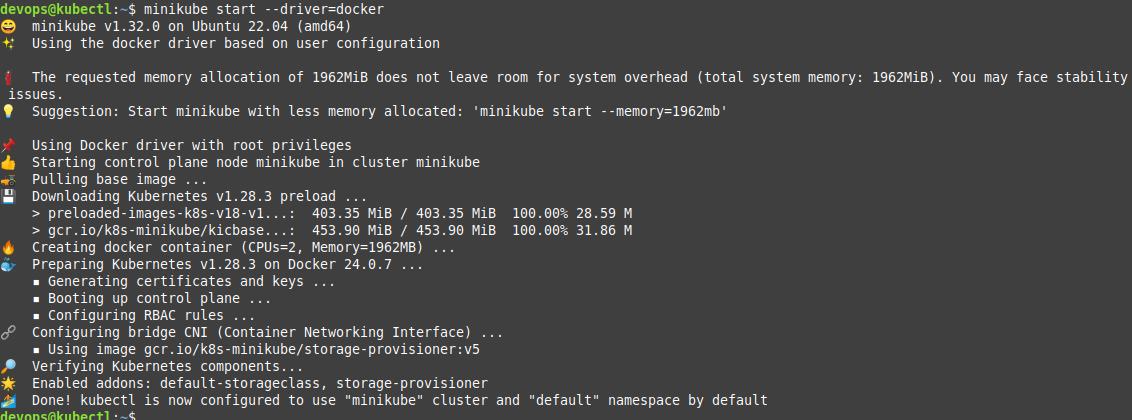 devops@kubectl:~$ minikube start --driver=docker
😄  minikube v1.32.0 on Ubuntu 22.04 (amd64)
✨  Using the docker driver based on user configuration
🧯  The requested memory allocation of 1962MiB does not leave room for system overhead (total system memory: 1962MiB). You may face stability
issues.
💡  Suggestion: Start minikube with less memory allocated: 'minikube start --memory=1962mb'
📌  Using Docker driver with root privileges
👍  Starting control plane node minikube in cluster minikube
🚜  Pulling base image ...
💾  Downloading Kubernetes v1.28.3 preload ...
> preloaded-images-k8s-v18-v1...:  403.35 MiB / 403.35 MiB  100.00% 28.59 M
> gcr.io/k8s-minikube/kicbase...:  453.90 MiB / 453.90 MiB  100.00% 31.86 M
🔥  Creating docker container (CPUs=2, Memory=1962MB) ...
🐳  Preparing Kubernetes v1.28.3 on Docker 24.0.7 ...
▪ Generating certificates and keys ...
▪ Booting up control plane ...
▪ Configuring RBAC rules ...
🔗  Configuring bridge CNI (Container Networking Interface) ...
▪ Using image gcr.io/k8s-minikube/storage-provisioner:v5
🔎  Verifying Kubernetes components...
🌟  Enabled addons: default-storageclass, storage-provisioner
🏄  Done! kubectl is now configured to use "minikube" cluster and "default" namespace by default
devops@kubectl:~$